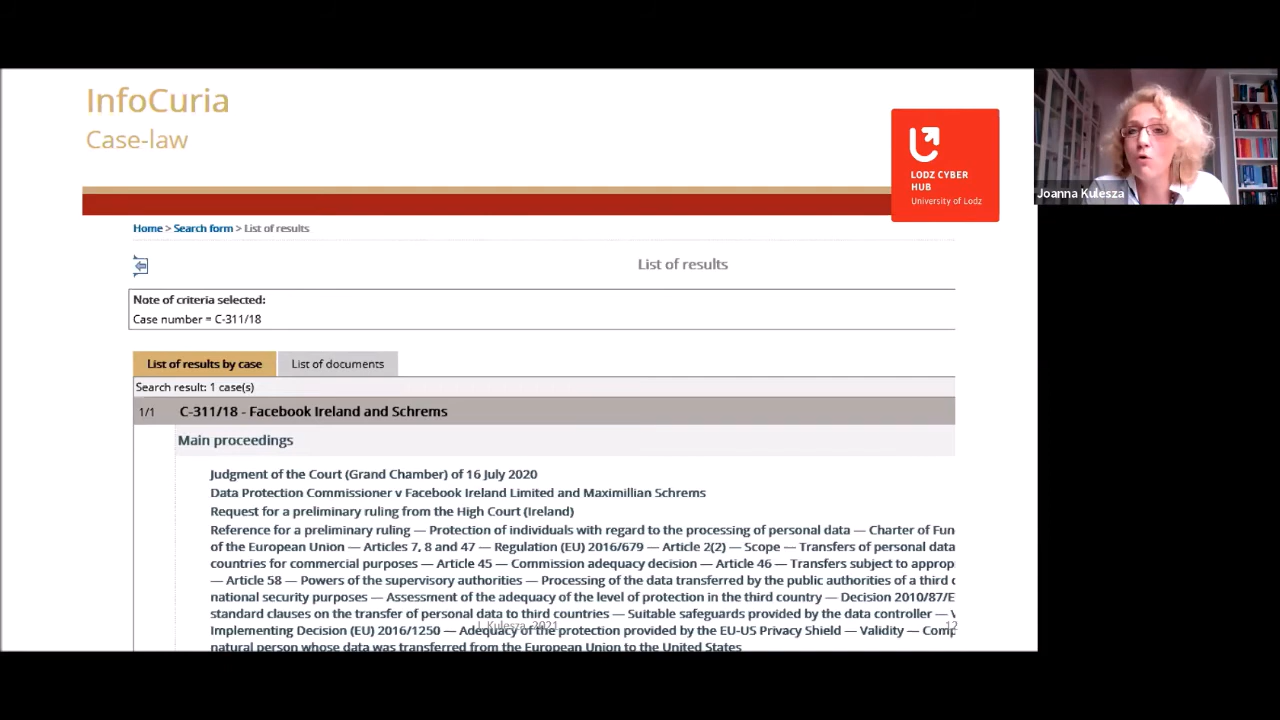 InfoCuria
Case-law
LODZ CYBER
HUB
University of Lodz
Joanna Kulesza
Home > Search form > List of results
List of results
Note of criteria selected:
Case number = C-311/18
List of results by case
List of documents
Search result: 1 case(s)
1/1 C-311/18 - Facebook Ireland and Schrems
Main proceedings
Judgment of the Court (Grand Chamber) of 16 July 2020
Data Protection Commissioner v Facebook Ireland Limited and Maximillian Schrems
Request for a preliminary ruling from the High Court (Ireland)
Reference for a preliminary ruling — Protection of individuals with regard to the processing of personal data — Charter of Fun
of the European Union — Articles 7, 8 and 47 — Regulation (EU) 2016/679 — Article 2(2) — Scope — Transfers of personal data
countries for commercial purposes — Article 45 — Commission adequacy decision — Article 46 — Transfers subject to approp
— Article 58 — Powers of the supervisory authorities — Processing of the data transferred by the public authorities of a third c
national security purposes — Assessment of the adequacy of the level of protection in the third country — Decision 2010/87/E
standard clauses on the transfer of personal data to third countries — Suitable safeguards provided by the data controller —
Implementing Decision (EU) 2016/1250 — Adequacy of the protection provided by the EU-US Privacy Shield — Validity — Comp
J. Kulesza, 2021
12
natural person whose data was transferred from the European Union to the United States